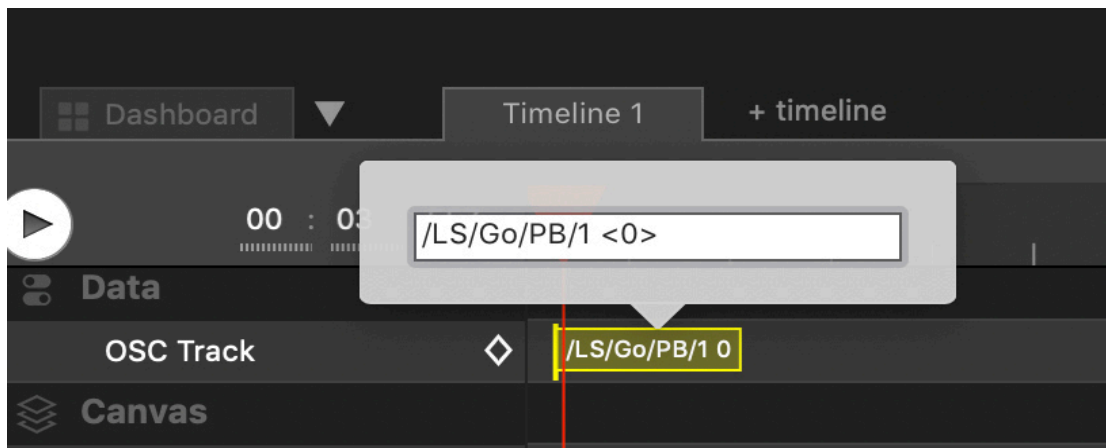 Dashboard
Timeline 1
+ timeline
00 : 03
/LS/Go/PB/1 <0>
Data
OSC Track
/LS/Go/PB/1 0
Canvas